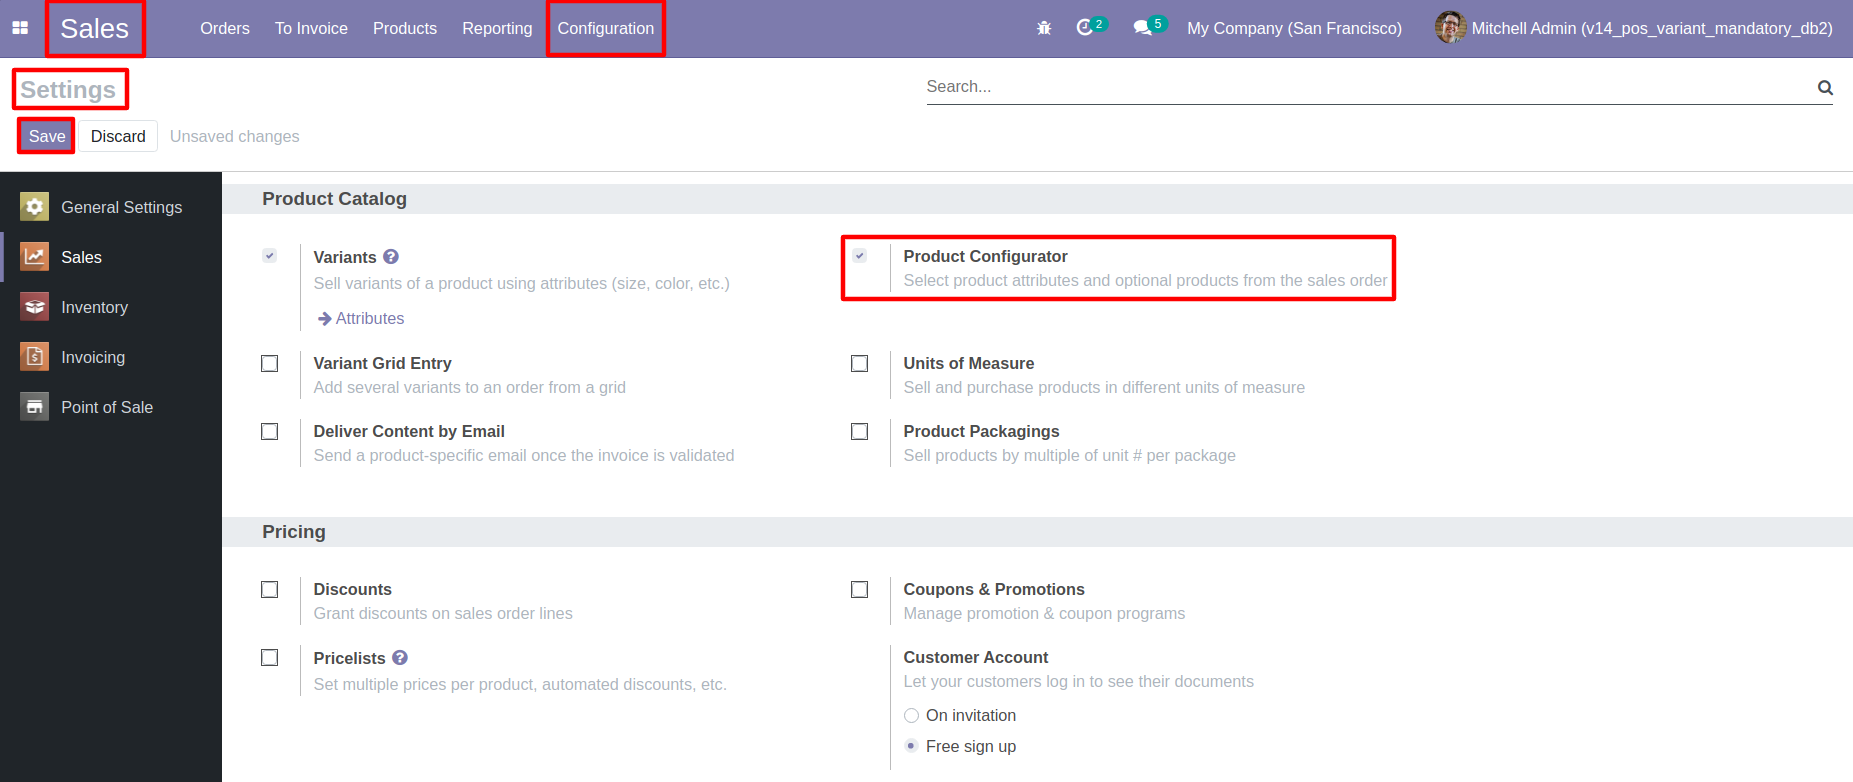 Sales Orders To Invoice Products Reporting Configuration 2 5 My Company (San Francisco) Mitchell Admin (v14_pos_variant_mandatory_db2)
Settings Search...
Save Discard Unsaved changes
General Settings
Sales
Inventory
Invoicing
Point of Sale
Product Catalog
Variants
Sell variants of a product using attributes (size, color, etc.)
Attributes
Product Configurator
Select product attributes and optional products from the sales order
Variant Grid Entry
Add several variants to an order from a grid
Units of Measure
Sell and purchase products in different units of measure
Deliver Content by Email
Send a product-specific email once the invoice is validated
Product Packagings
Sell products by multiple of unit # per package
Pricing
Discounts
Grant discounts on sales order lines
Coupons & Promotions
Manage promotion & coupon programs
Pricelists
Set multiple prices per product, automated discounts, etc.
Customer Account
Let your customers log in to see their documents
On invitation
Free sign up